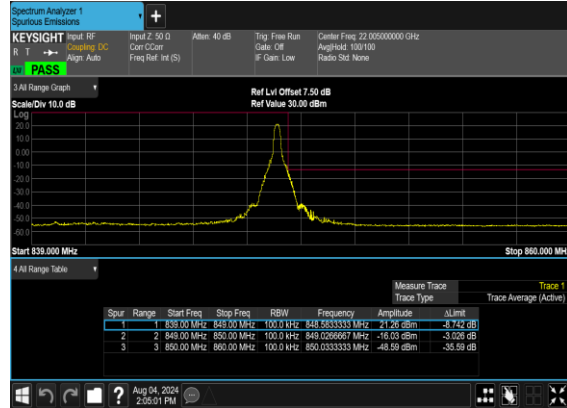 Spectrum Analyzer 1
Spurious Emissions
KEYSIGHT Input: RF Input Z: 50 Ω Atten: 40 dB Trig: Free Run Center Freq: 22.005000000 GHz
R T Coupling: DC Corr CCorr Gate: Off Avg|Hold: 100/100
Align: Auto Freq Ref: Int (S) IF Gain: Low Radio Std: None
LW PASS
3 All Range Graph Ref Lvl Offset 7.50 dB
Scale/Div 10.0 dB Ref Value 30.00 dBm
Log
20.0
10.0
0.00
-10.0
-20.0
-30.0
-40.0
-50.0
-60.0
Start 839.000 MHz Stop 860.000 MH
4 All Range Table
Measure Trace Trace 1
Trace Type Trace Average (Active)
Spur Range Start Freq Stop Freq RBW Frequency Amplitude ΔLimit
1 1 839.00 MHz 849.00 MHz 100.0 kHz 848.5833333 MHz 21.26 dBm -8.742 dB
2 2 849.00 MHz 850.00 MHz 100.0 kHz 849.0266667 MHz -16.03 dBm -3.026 dB
3 3 850.00 MHz 860.00 MHz 100.0 kHz 850.0333333 MHz -48.59 dBm -35.59 dB
Aug 04, 2024
2:05:01 PM